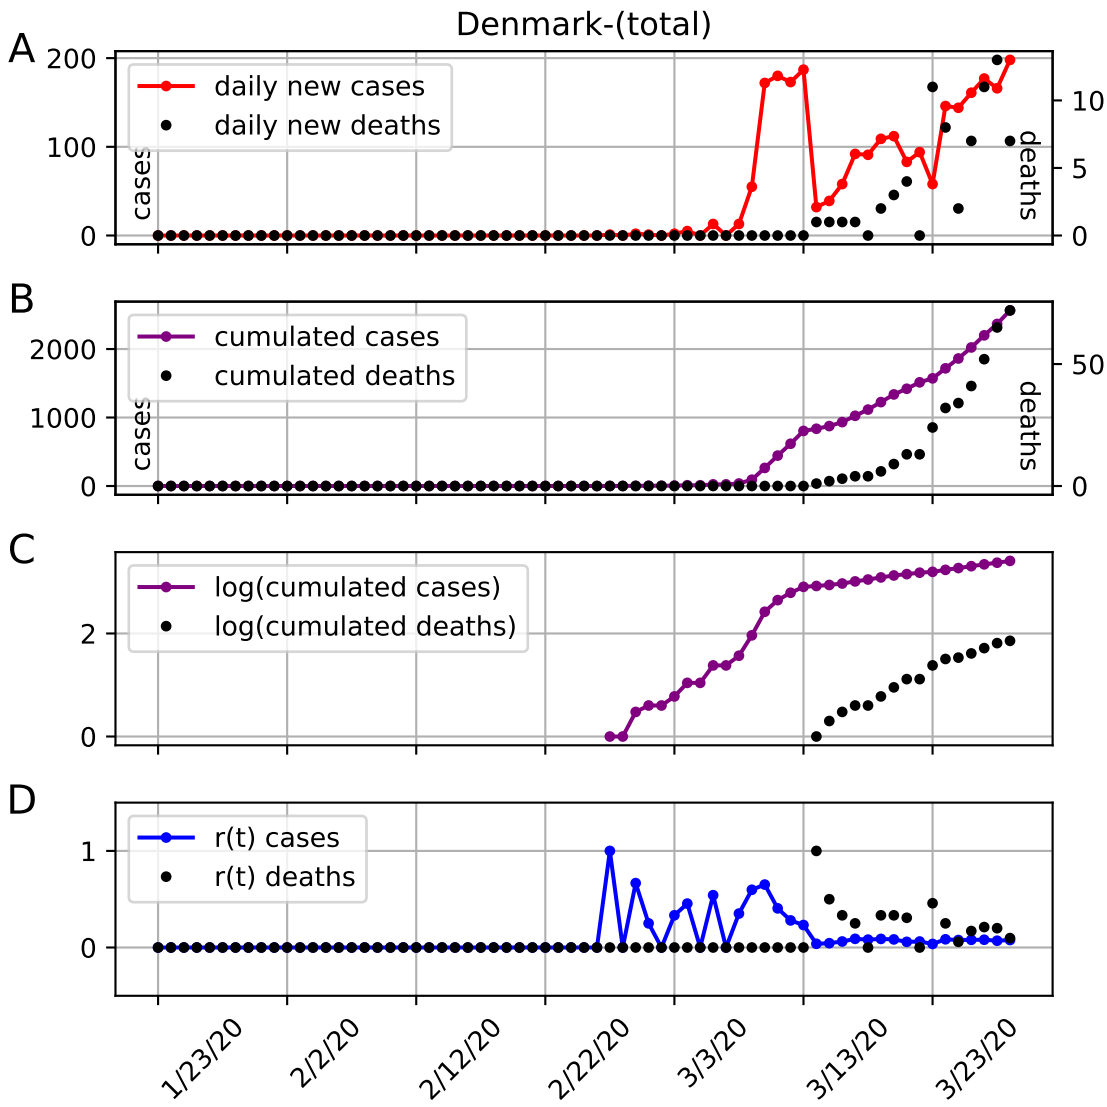 Denmark-(total)
A
200
100
0
cases
daily new cases
daily new deaths
10
5
0
deaths
B
2000
1000
0
cases
cumulated cases
cumulated deaths
50
0
deaths
C
2
0
log(cumulated cases)
log(cumulated deaths)
D
1
0
r(t) cases
r(t) deaths
1/23/20
2/2/20
2/12/20
2/22/20
3/3/20
3/13/20
3/23/20